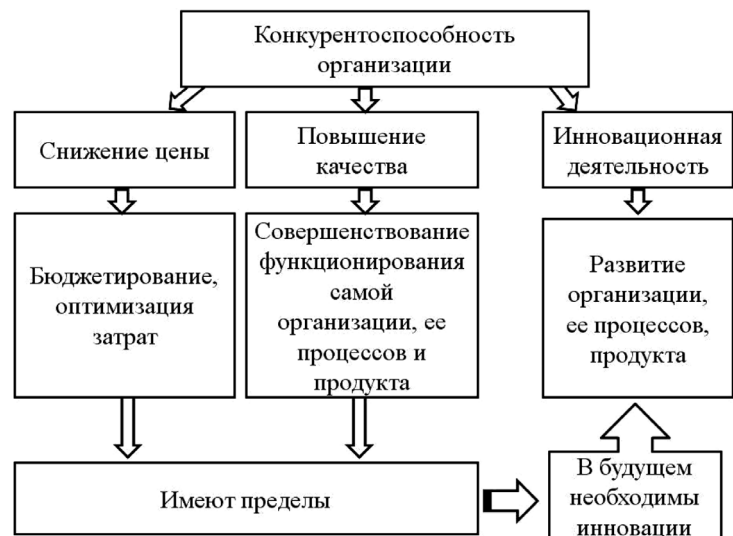 Конкурентоспособность
организации
Снижение цены
Повышение
качества
Инновационная
деятельность
Бюджетирование,
оптимизация
затрат
Совершенствование
функционирования
самой
организации, ее
процессов и
продукта
Развитие
организации,
ее процессов,
продукта
Имеют пределы
В будущем
необходимы
инновации